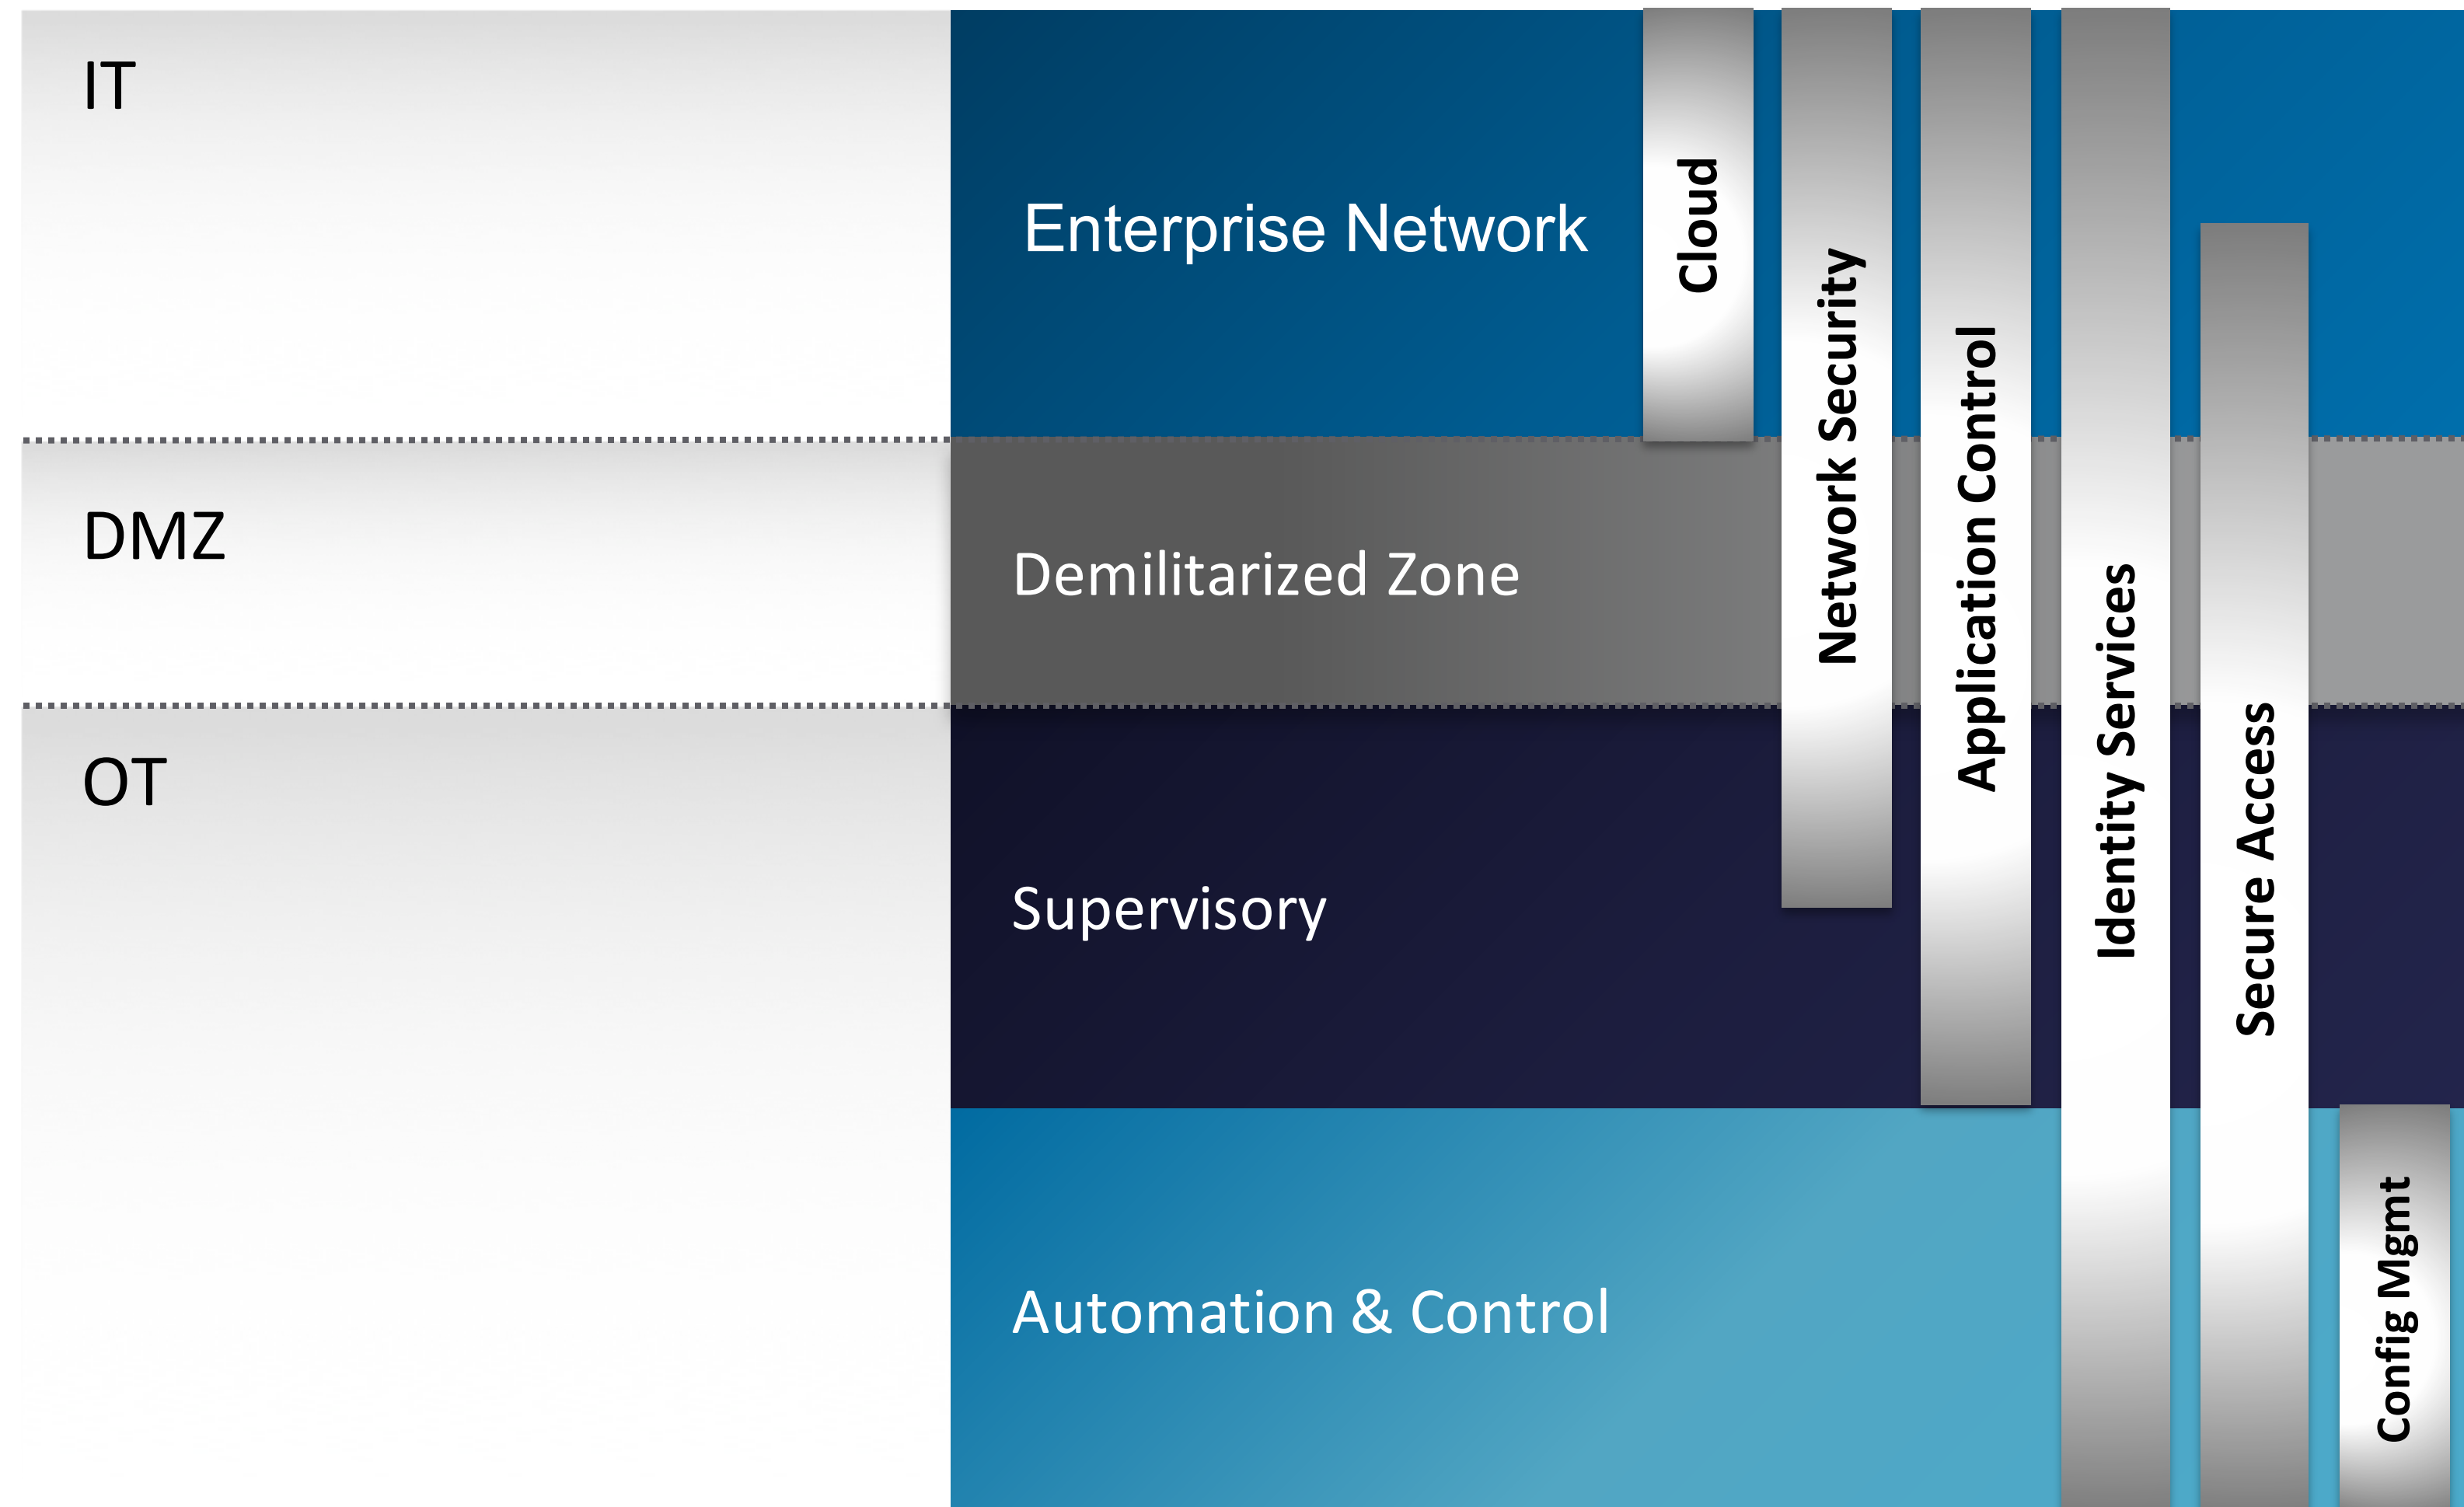 IT
Enterprise Network
DMZ
Demilitarized Zone
OT
Supervisory
Automation & Control
Cloud
Network Security
Application Control
Identity Services
Secure Access
Config Mgmt